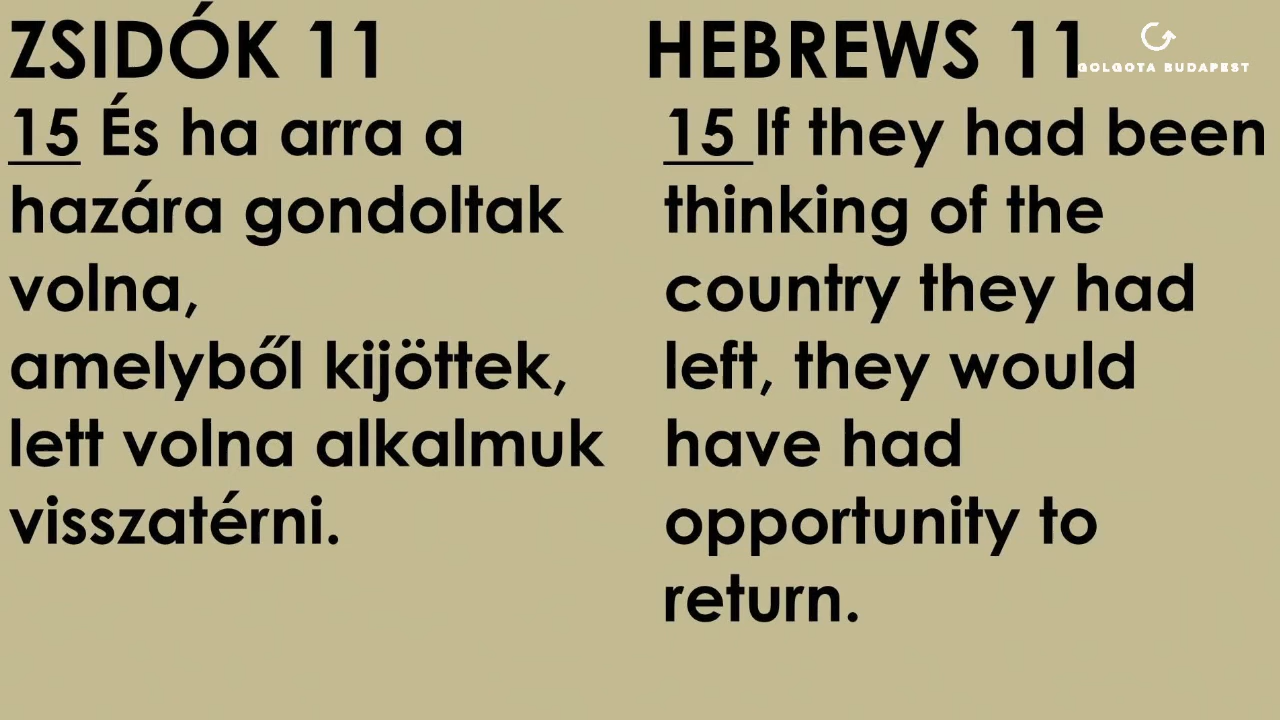 ZSIDÓK 11
15 És ha arra a
hazára gondoltak
volna,
amelyből kijöttek,
lett volna alkalmuk
visszatérni.
HEBREWS 11
15 If they had been
thinking of the
country they had
left, they would
have had
opportunity to
return.
GOLGOTA BUDAPEST